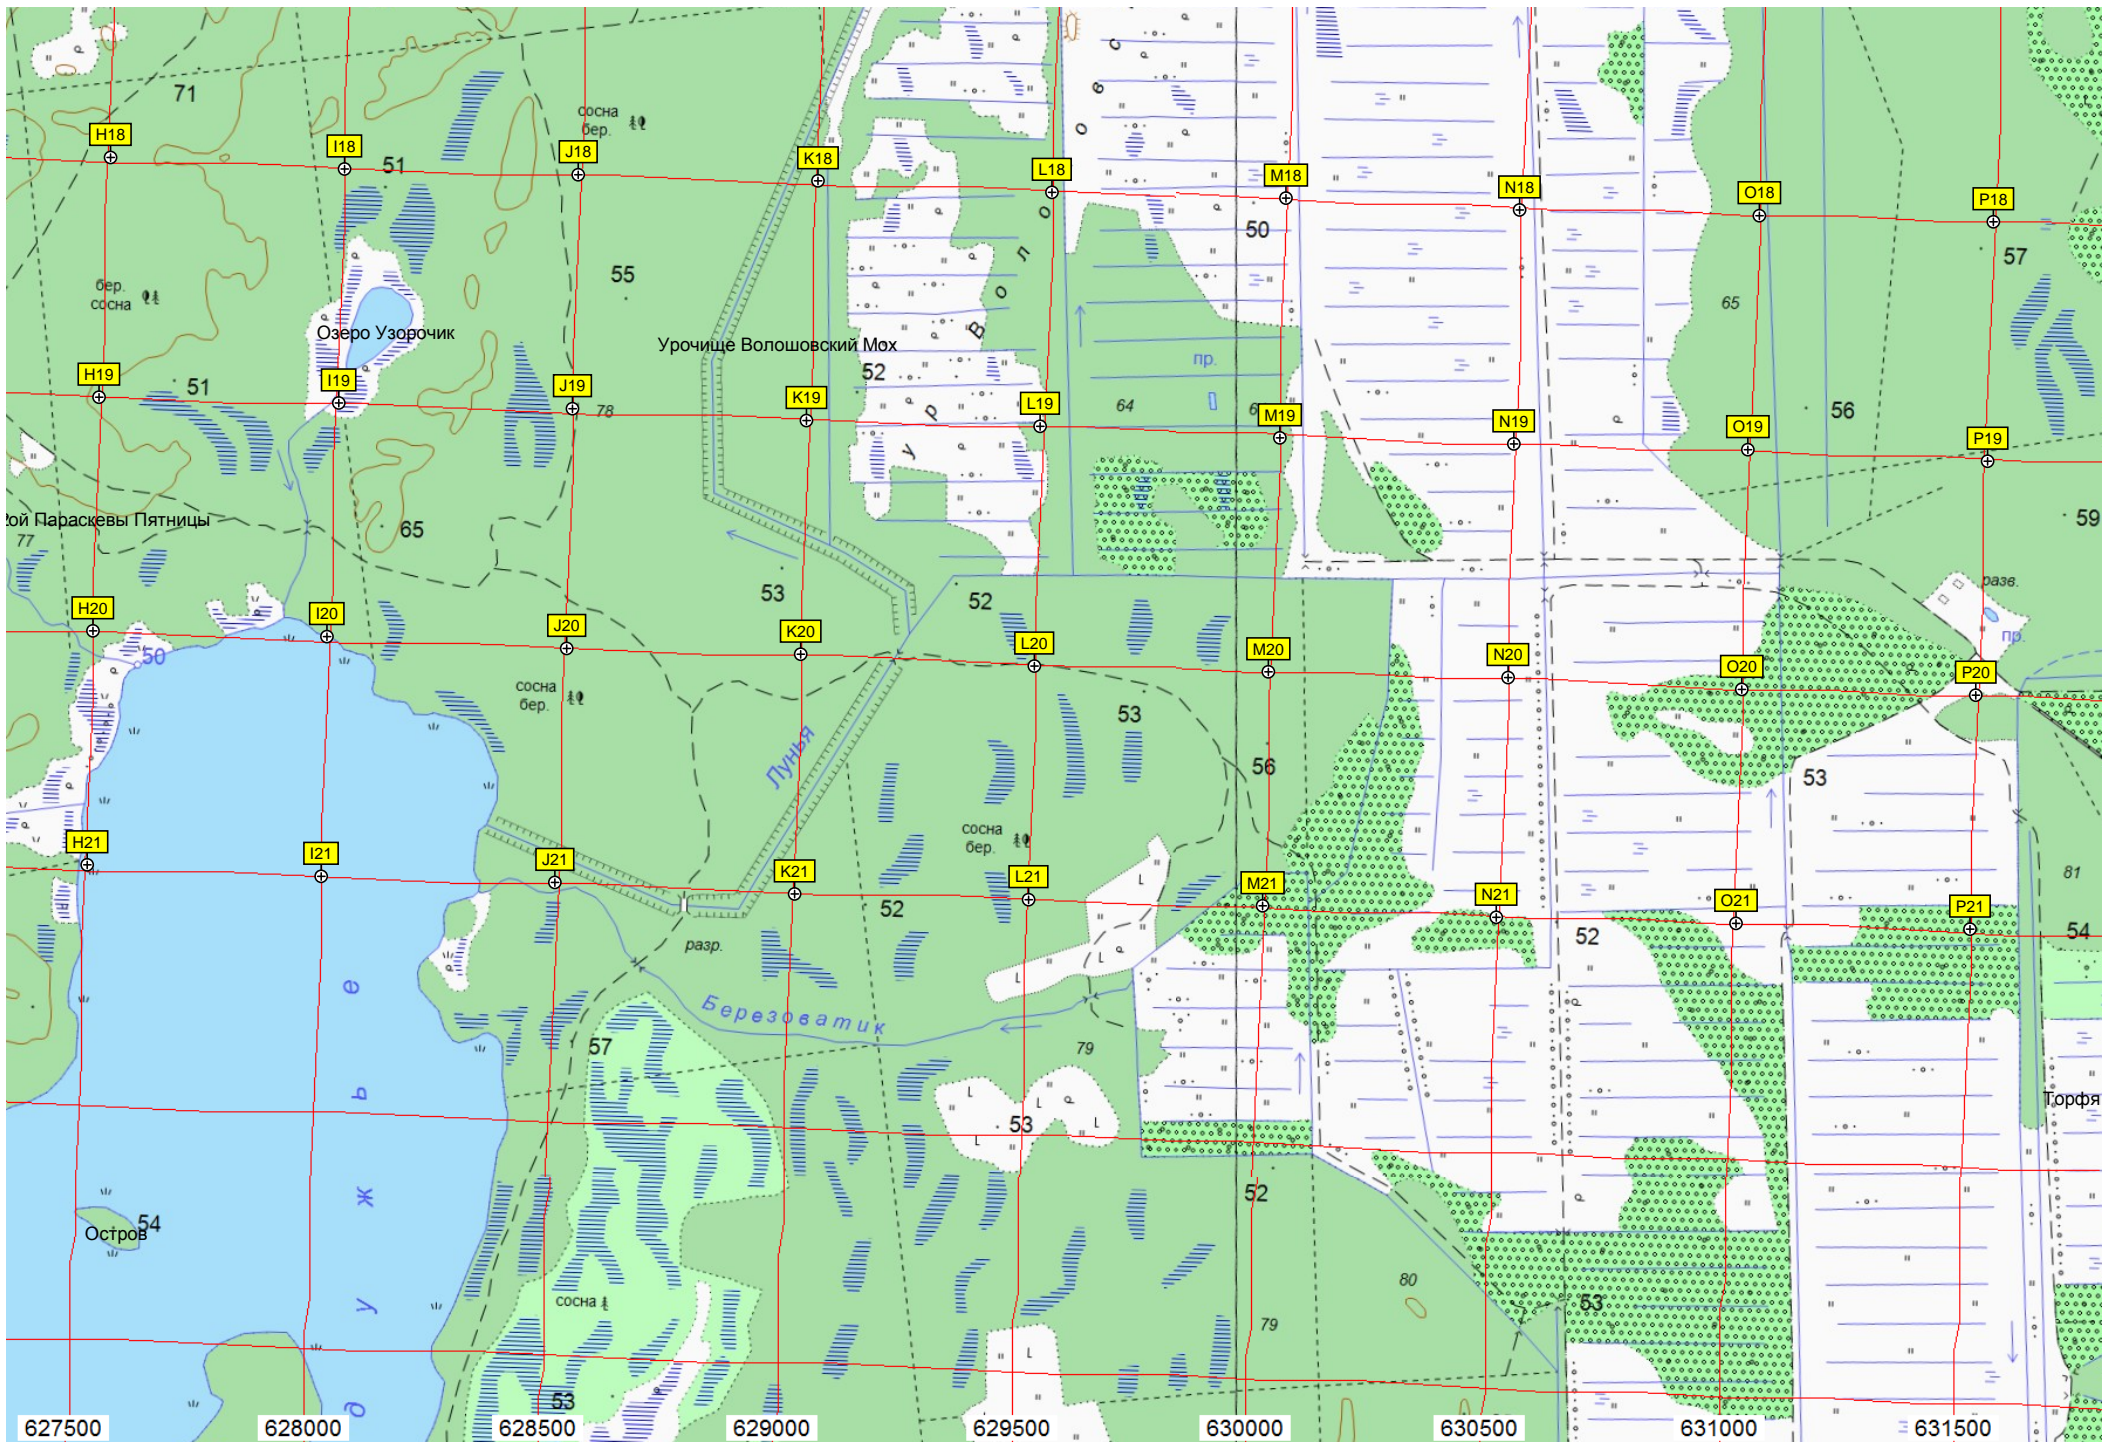 71
сосна
бер.
H18
I18
J18
K18
L18
M18
N18
O18
P18
51
50
57
55
65
бер.
сосна
Озеро Узорочик
Урочище Волошовский Мох
ур Воло
вос
52
пр.
64
56
H19
I19
J19
K19
L19
M19
N19
O19
P19
51
78
65
59
ой Параскевы Пятницы
77
53
52
разв.
пр.
H20
I20
J20
K20
L20
M20
N20
O20
P20
50
сосна
бер.
53
Лунья
56
53
сосна
бер.
H21
I21
J21
K21
L21
M21
N21
O21
P21
81
52
52
54
разр.
Березоватик
57
79
53
Торфя
52
Остров
54
дужье
80
сосна
53
79
53
627500
628000
628500
629000
629500
630000
630500
631000
631500